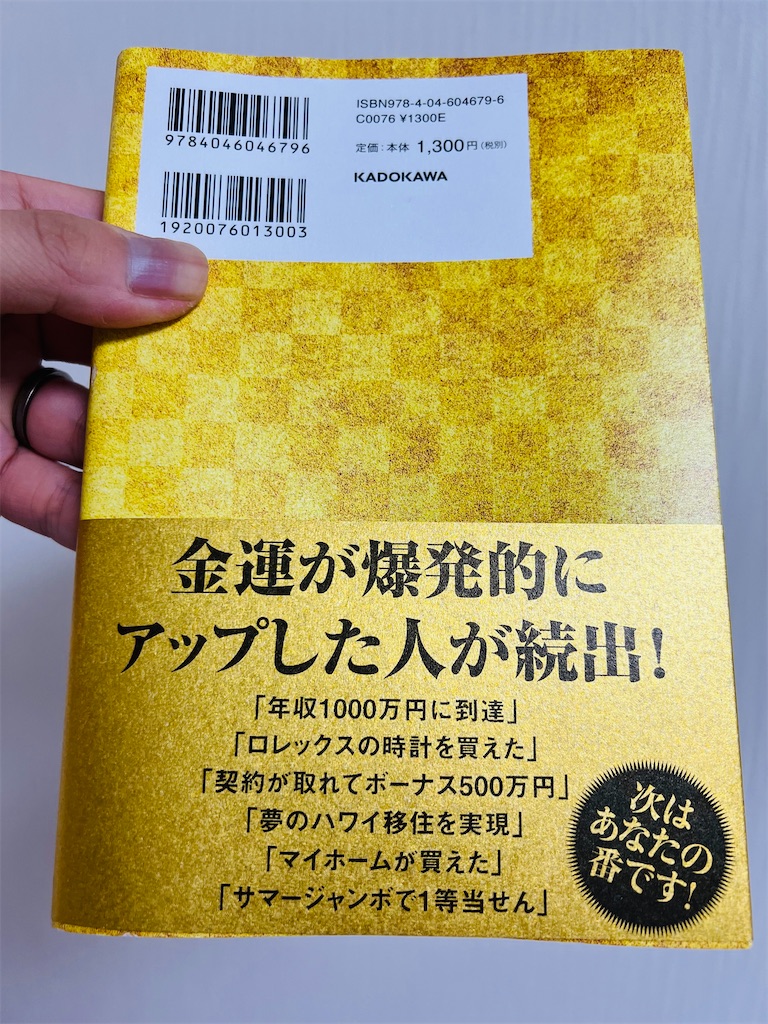 ISBN978-4-04-604679-6
C0076 ¥1300E
9784046046796
定価:本体 1,300円(税別)
KADOKAWA
1920076013003
金運が爆発的に
アップした人が続出!
「年収1000万円に到達」
「ロレックスの時計を買えた」
「契約が取れてボーナス500万円」
「夢のハワイ移住を実現」
「マイホームが買えた」
「サマージャンボで1等当せん」
次は
あなたの
番です!